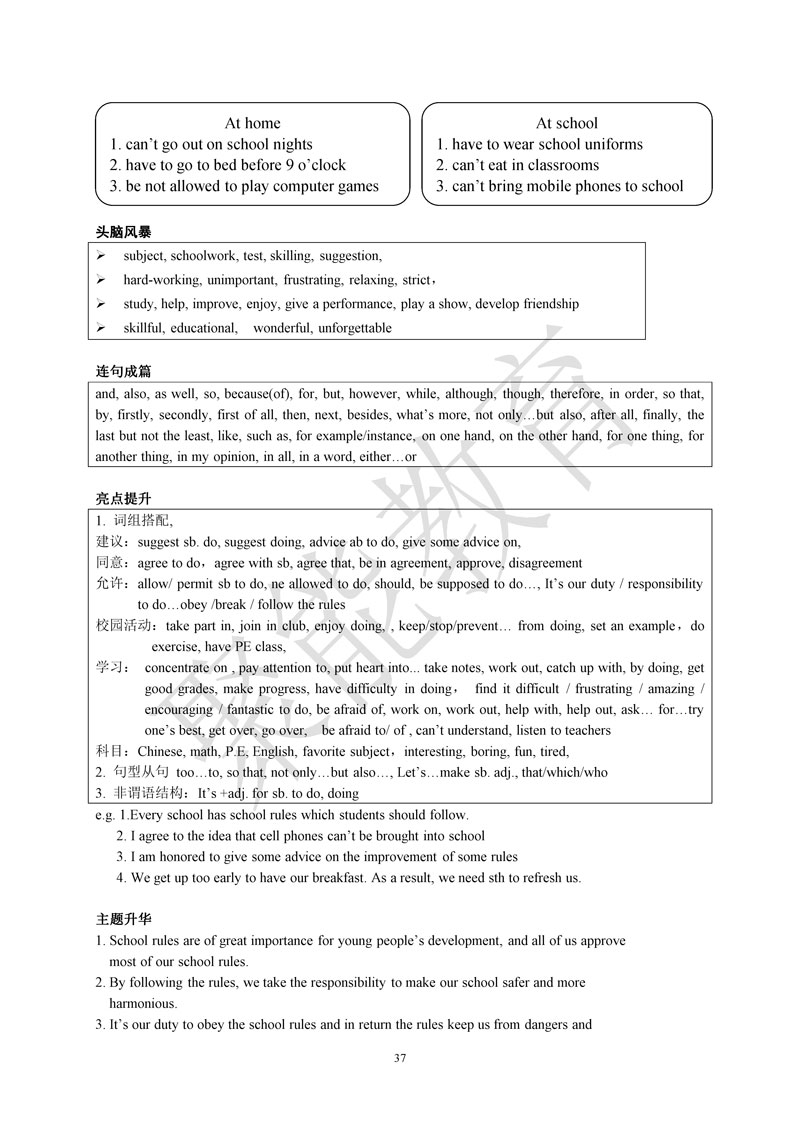 At home
1. can't go out on school nights
2. have to go to bed before 9 o'clock
3. be not allowed to play computer games
At school
1. have to wear school uniforms
2. can't eat in classrooms
3. can't bring mobile phones to school
头脑风暴
➢ subject, schoolwork, test, skilling, suggestion,
➢ hard-working, unimportant, frustrating, relaxing, strict，
➢ study, help, improve, enjoy, give a performance, play a show, develop friendship
➢ skillful, educational, wonderful, unforgettable
连句成篇
and, also, as well, so, because(of), for, but, however, while, although, though, therefore, in order, so that,
by, firstly, secondly, first of all, then, next, besides, what's more, not only…but also, after all, finally, the
last but not the least, like, such as, for example/instance, on one hand, on the other hand, for one thing, for
another thing, in my opinion, in all, in a word, either…or
亮点提升
1. 词组搭配,
建议：suggest sb. do, suggest doing, advice ab to do, give some advice on,
同意：agree to do，agree with sb, agree that, be in agreement, approve, disagreement
允许：allow/ permit sb to do, ne allowed to do, should, be supposed to do…, It's our duty / responsibility
to do…obey /break / follow the rules
校园活动：take part in, join in club, enjoy doing, , keep/stop/prevent… from doing, set an example，do
exercise, have PE class,
学习： concentrate on , pay attention to, put heart into... take notes, work out, catch up with, by doing, get
good grades, make progress, have difficulty in doing， find it difficult / frustrating / amazing /
encouraging / fantastic to do, be afraid of, work on, work out, help with, help out, ask… for…try
one's best, get over, go over, be afraid to/ of , can't understand, listen to teachers
科目：Chinese, math, P.E, English, favorite subject，interesting, boring, fun, tired,
2. 句型从句 too…to, so that, not only…but also…, Let's…make sb. adj., that/which/who
3. 非谓语结构：It's +adj. for sb. to do, doing
e.g. 1.Every school has school rules which students should follow.
2. I agree to the idea that cell phones can't be brought into school
3. I am honored to give some advice on the improvement of some rules
4. We get up too early to have our breakfast. As a result, we need sth to refresh us.
主题升华
1. School rules are of great importance for young people's development, and all of us approve
most of our school rules.
2. By following the rules, we take the responsibility to make our school safer and more
harmonious.
3. It's our duty to obey the school rules and in return the rules keep us from dangers and
37
聚能教育